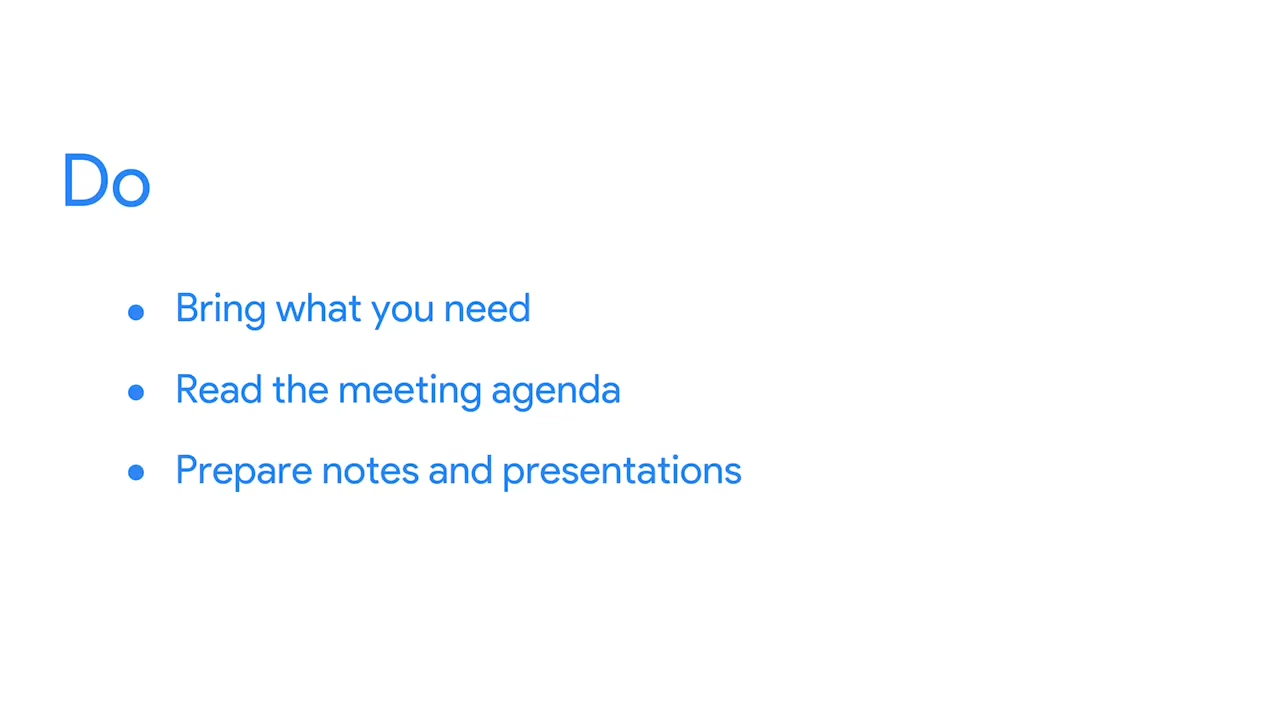 Do
● Bring what you need
● Read the meeting agenda
● Prepare notes and presentations